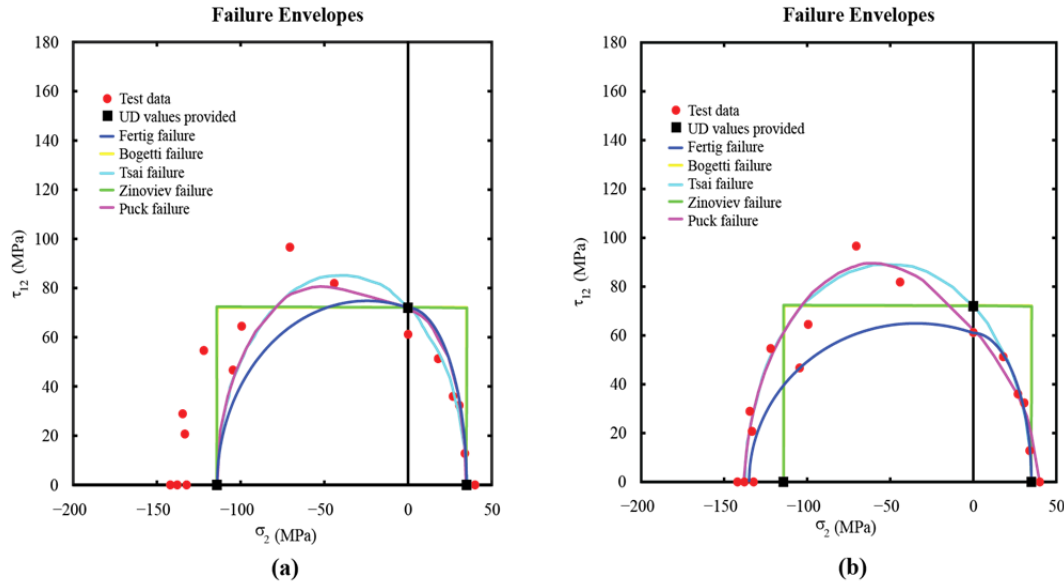 Failure Envelopes
180
160
140
120
100
80
60
40
20
0
τ12 (MPa)
Test data
UD values provided
Fertig failure
Bogetti failure
Tsai failure
Zinoviev failure
Puck failure
−200
−150
−100
−50
0
50
σ2 (MPa)
(a)
Failure Envelopes
180
160
140
120
100
80
60
40
20
0
τ12 (MPa)
Test data
UD values provided
Fertig failure
Bogetti failure
Tsai failure
Zinoviev failure
Puck failure
−200
−150
−100
−50
0
50
σ2 (MPa)
(b)